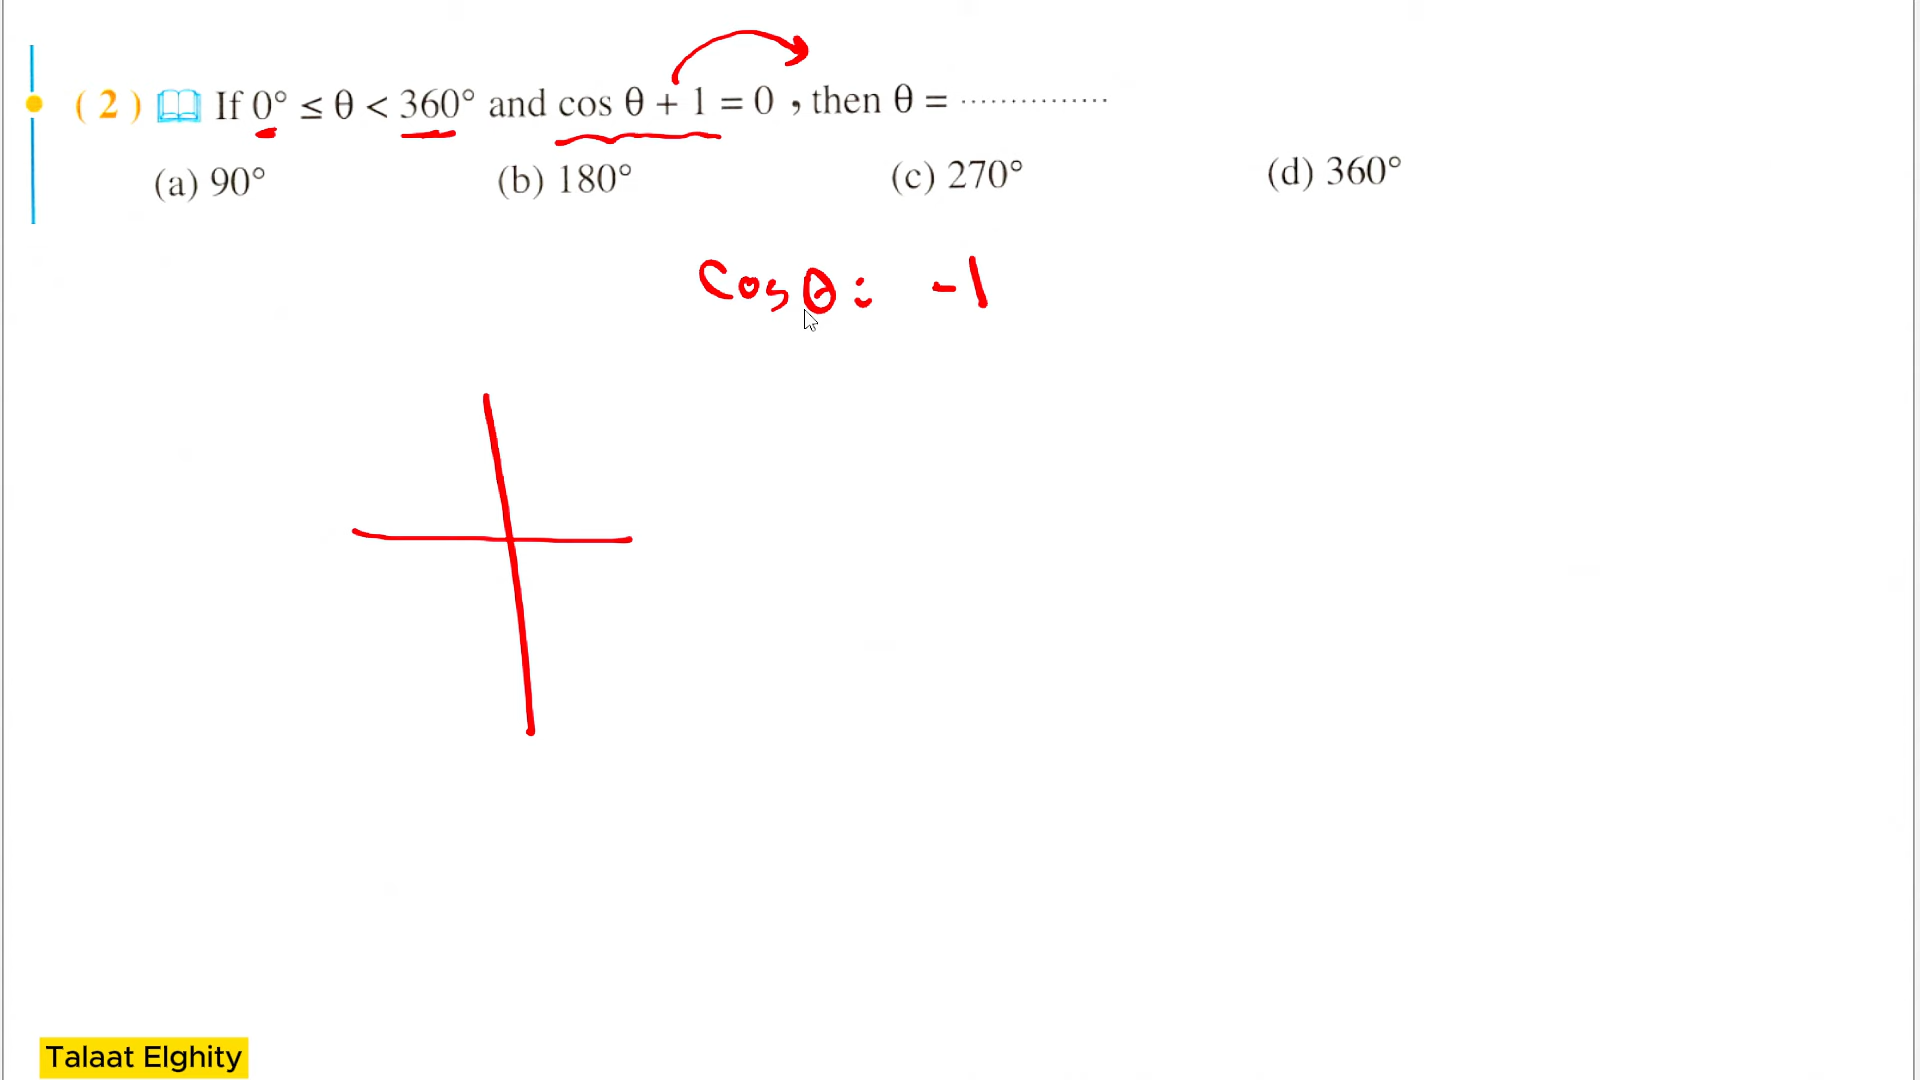 ( 2 ) If 0° ≤ θ < 360° and cos θ + 1 = 0 , then θ = ...............
(a) 90° (b) 180° (c) 270° (d) 360°
Cos θ = -1
Talaat Elghity